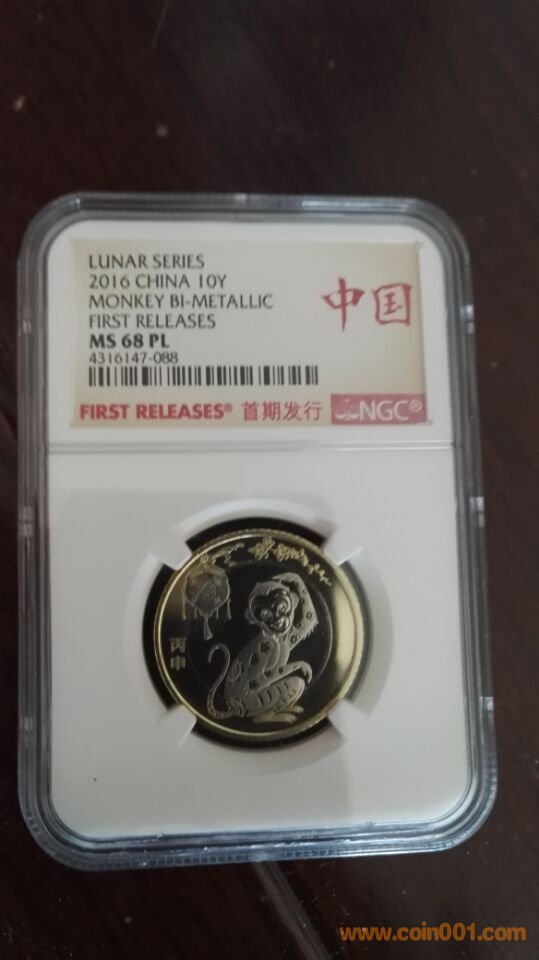 LUNAR SERIES
2016 CHINA 10Y
MONKEY BI-METALLIC
FIRST RELEASES
MS 68 PL
4316147-088
中国
FIRST RELEASES® 首期发行 NGC®
丙申
www.coin001.com